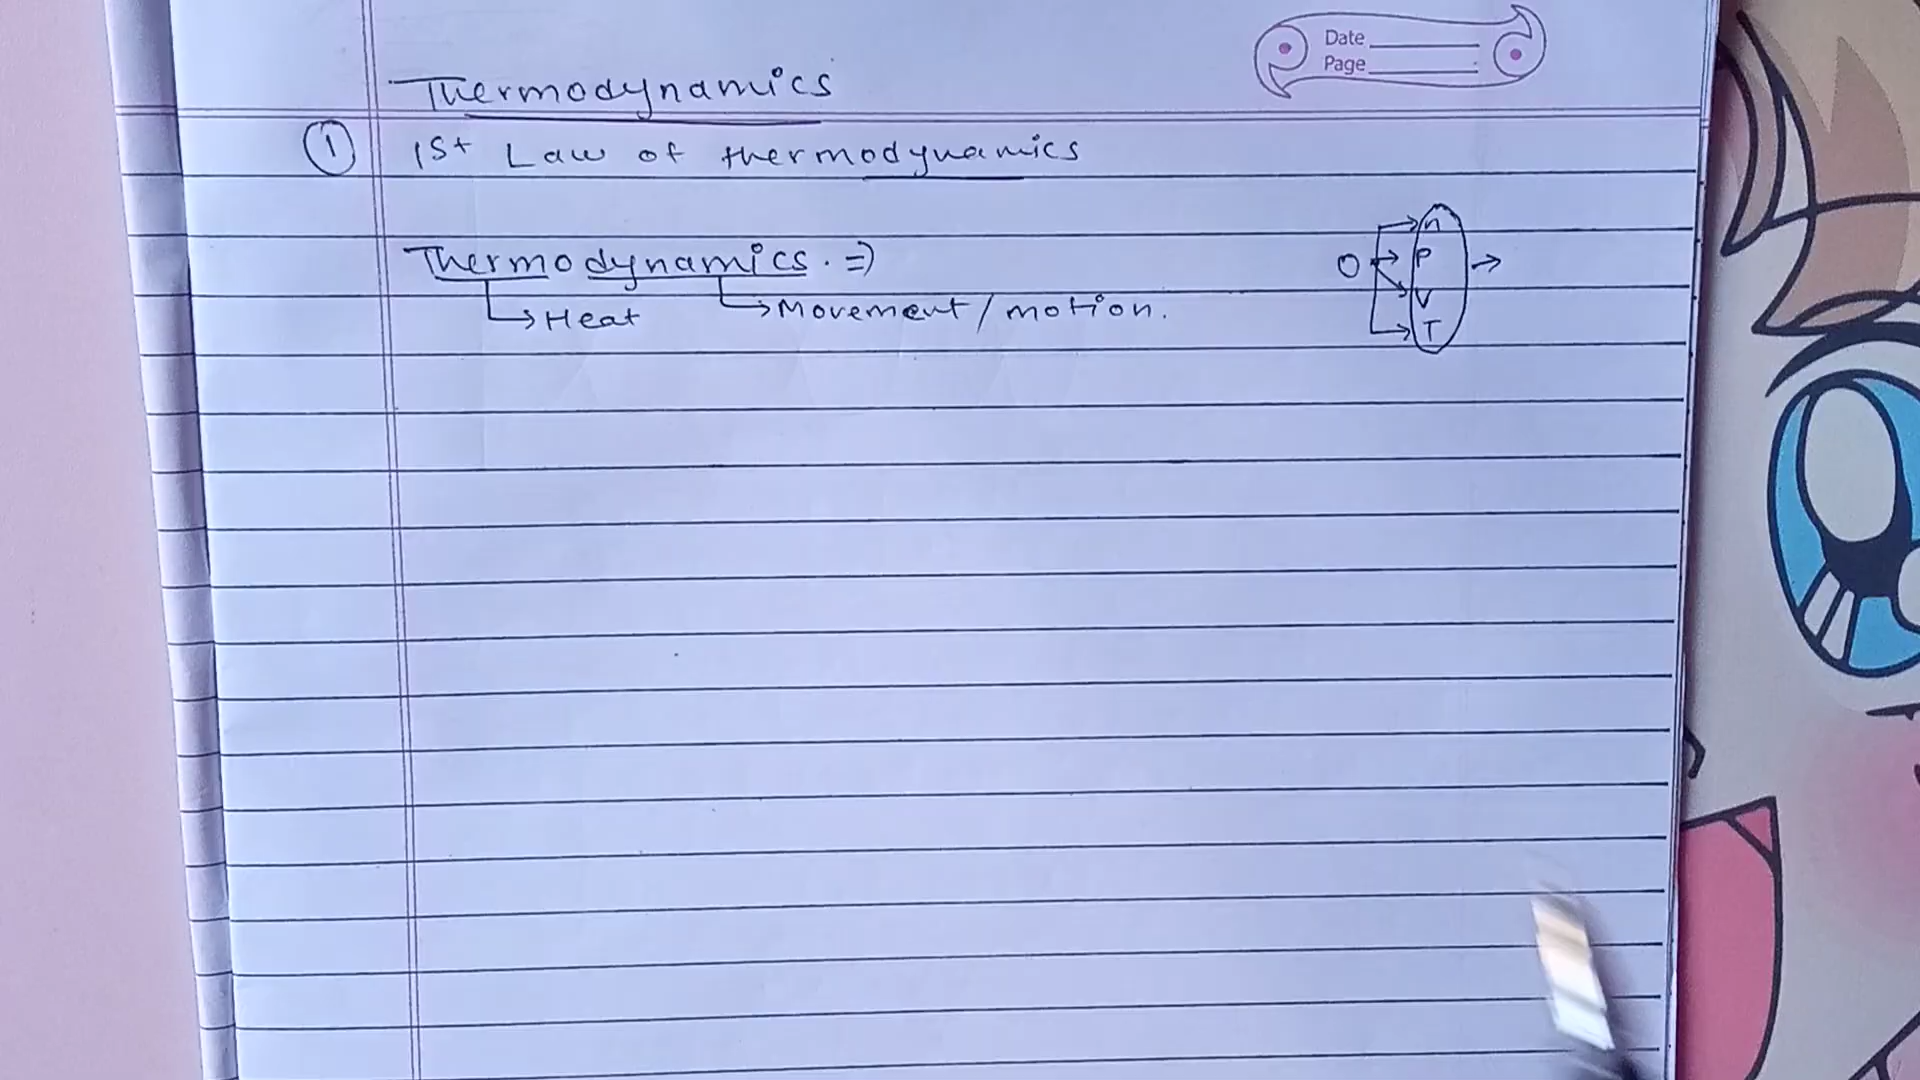 Date
Page
Thermodynamics
① 1st Law of thermodynamics
Thermodynamics. ⇒
↳ Heat ↳ Movement / motion.
O → n
→ P →
→ V
→ T